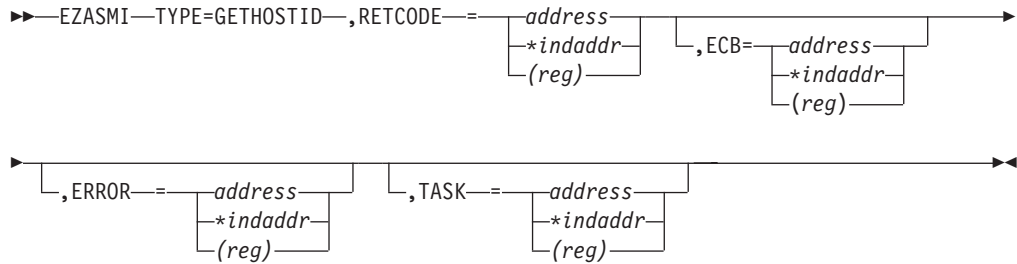 EZASMI TYPE=GETHOSTID ,RETCODE = address
*indaddr
(reg)
,ECB= address
*indaddr
(reg)
,ERROR = address
*indaddr
(reg)
,TASK = address
*indaddr
(reg)